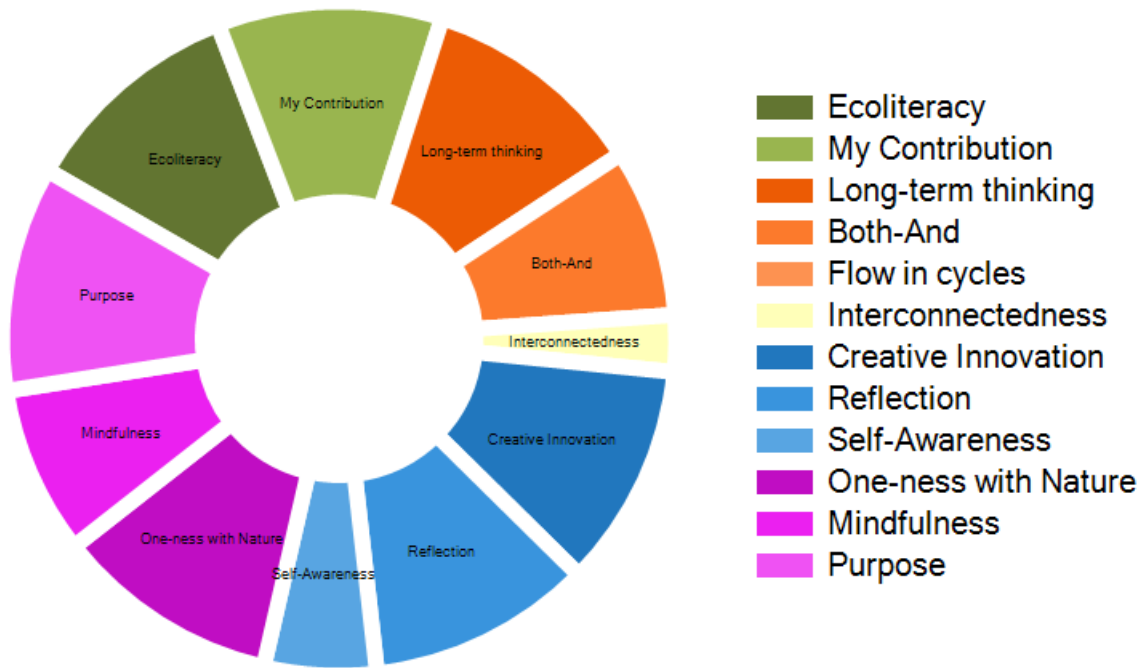 My Contribution
Long-term thinking
Ecoliteracy
Both-And
Purpose
Interconnectedness
Mindfulness
Creative Innovation
One-ness with Nature
Reflection
Self-Awareness
Ecoliteracy
My Contribution
Long-term thinking
Both-And
Flow in cycles
Interconnectedness
Creative Innovation
Reflection
Self-Awareness
One-ness with Nature
Mindfulness
Purpose